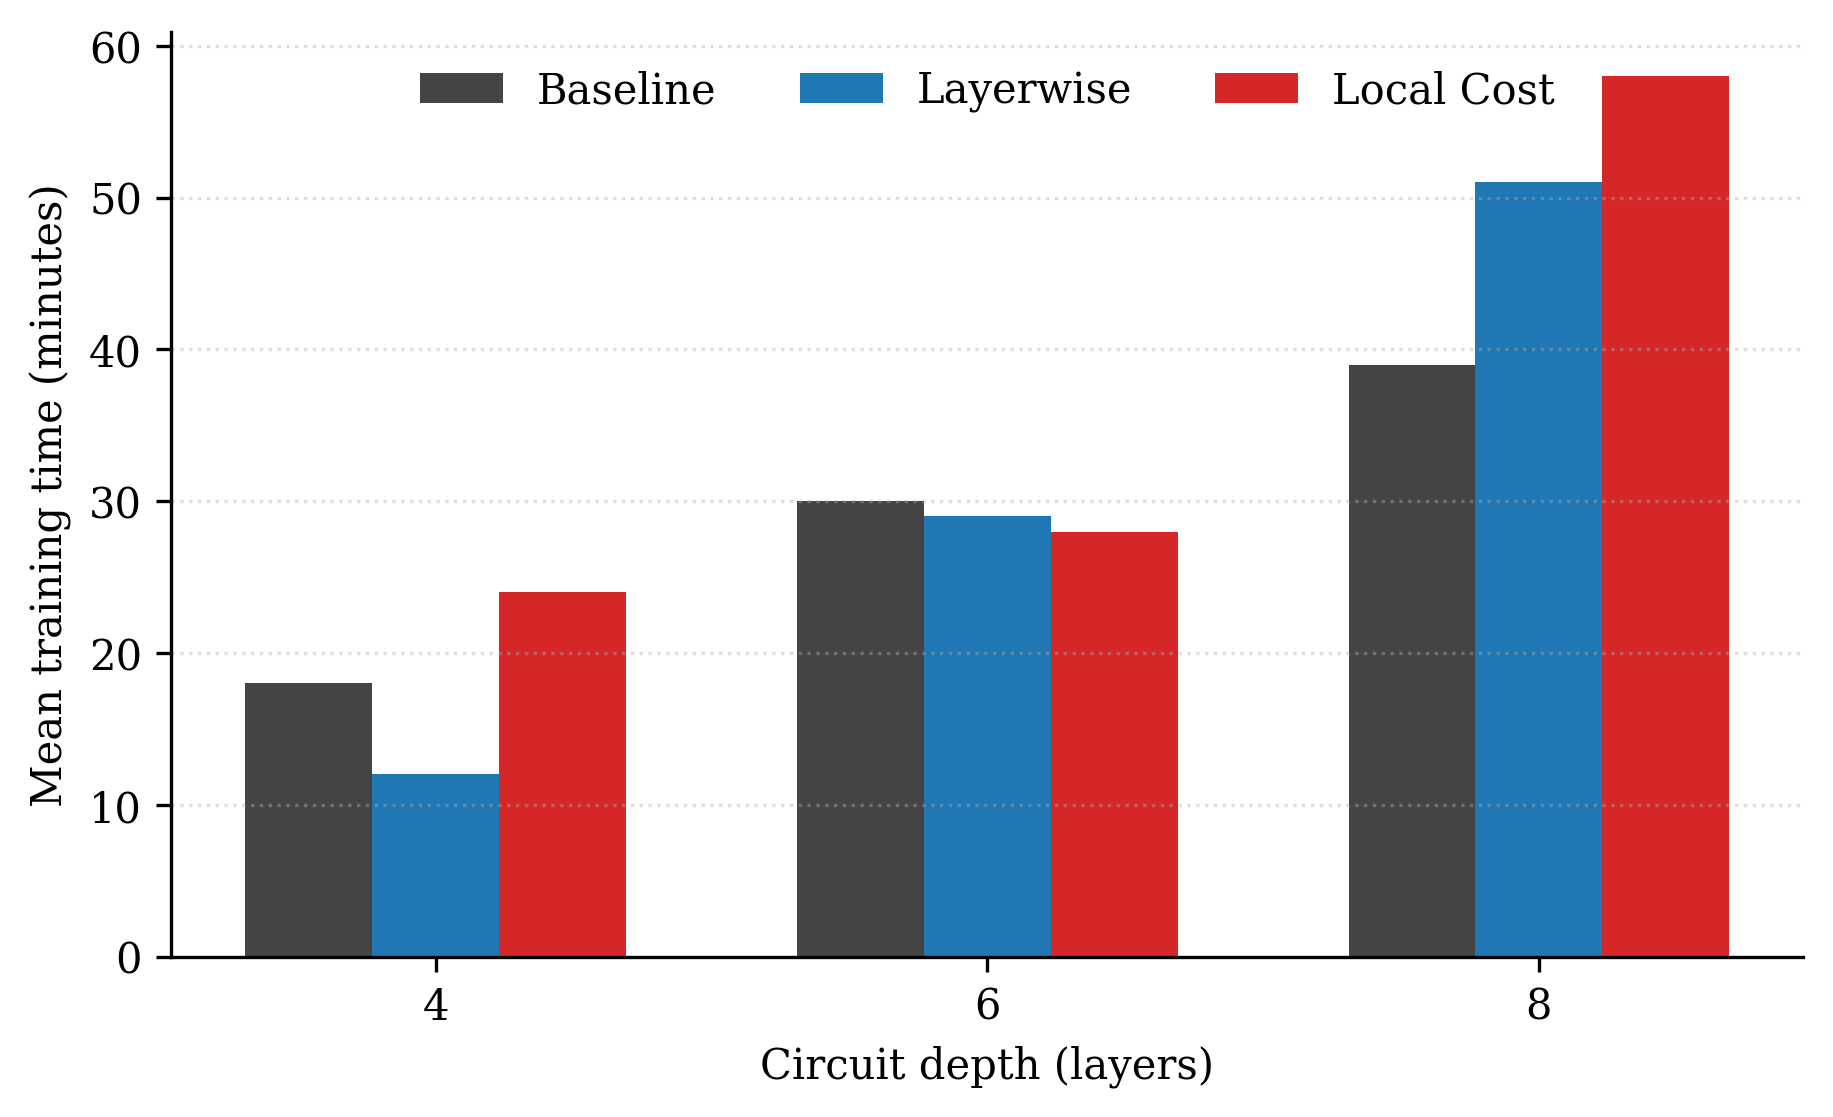 Baseline Layerwise Local Cost
Mean training time (minutes)
60
50
40
30
20
10
0
4 6 8
Circuit depth (layers)